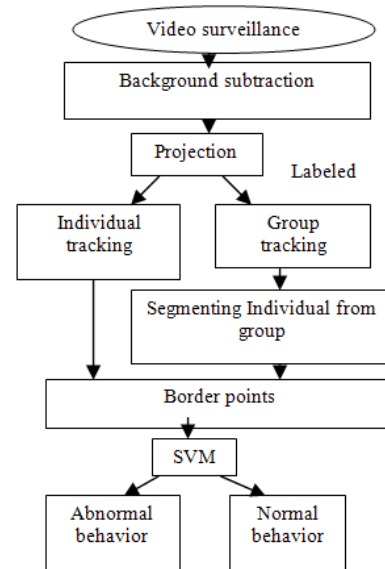 Video surveillance
Background subtraction
Projection
Labeled
Individual
tracking
Group
tracking
Segmenting Individual from
group
Border points
SVM
Abnormal
behavior
Normal
behavior